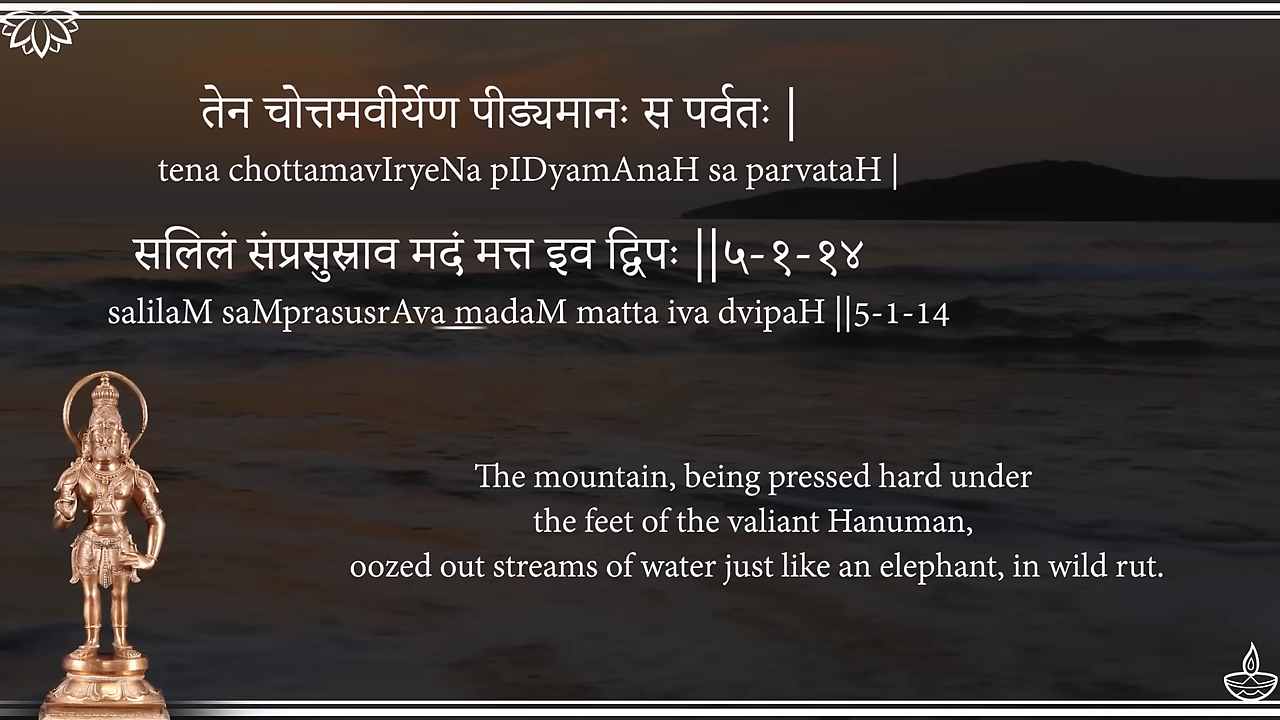 तेन चोत्तमवीर्येण पीड्यमानः स पर्वतः |
tena chottamavIryeNa pIDyamAnaH sa parvataH |
सलिलं संप्रसुस्राव मदं मत्त इव द्विपः ||५-१-१४
salilaM saMprasusrAva madaM matta iva dvipaH ||5-1-14
The mountain, being pressed hard under
the feet of the valiant Hanuman,
oozed out streams of water just like an elephant, in wild rut.